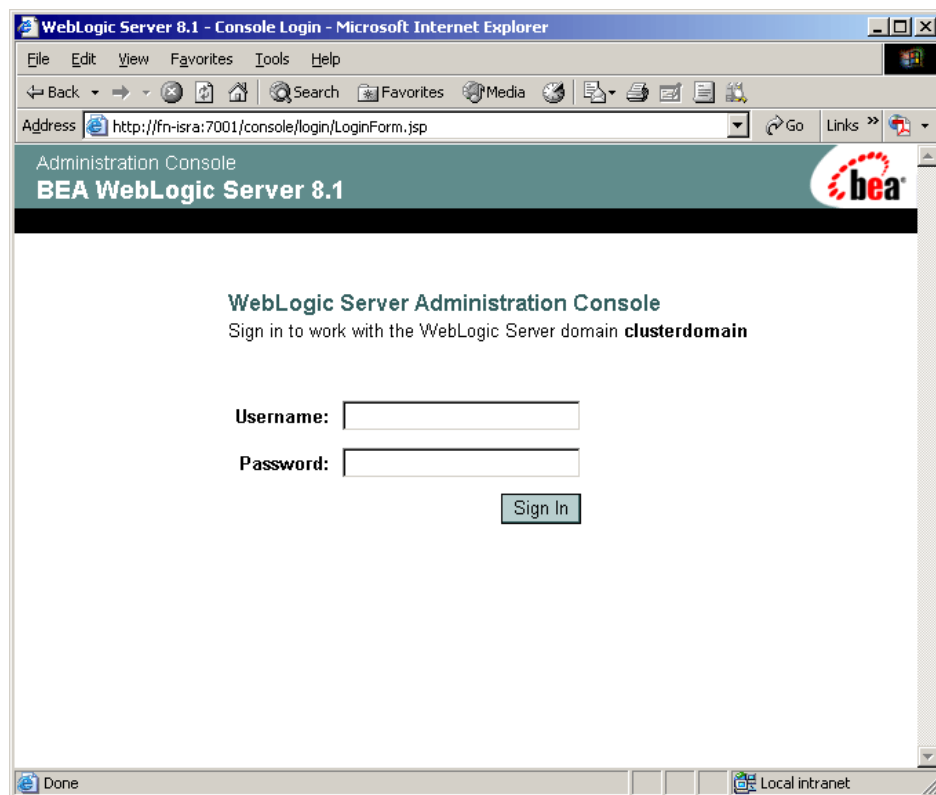 WebLogic Server 8.1 - Console Login - Microsoft Internet Explorer
File Edit View Favorites Tools Help
Back Search Favorites Media
Address http://fn-isra:7001/console/login/LoginForm.jsp Go Links »
Administration Console
BEA WebLogic Server 8.1
bea
WebLogic Server Administration Console
Sign in to work with the WebLogic Server domain clusterdomain
Username:
Password:
Sign In
Done Local intranet